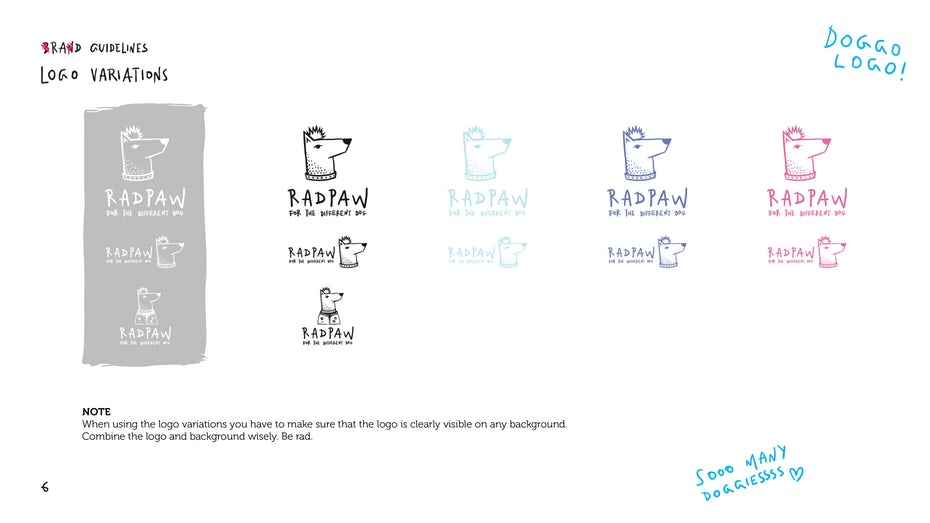 BRAND GUIDELINES
LOGO VARIATIONS
DOGGO
LOGO!
RADPAW
FOR THE DIFFERENT DOG
RADPAW
FOR THE DIFFERENT DOG
RADPAW
FOR THE DIFFERENT DOG
RADPAW
FOR THE DIFFERENT DOG
RADPAW
FOR THE DIFFERENT DOG
RADPAW
FOR THE DIFFERENT DOG
RADPAW
FOR THE DIFFERENT DOG
RADPAW
FOR THE DIFFERENT DOG
RADPAW
FOR THE DIFFERENT DOG
RADPAW
FOR THE DIFFERENT DOG
RADPAW
FOR THE DIFFERENT DOG
RADPAW
FOR THE DIFFERENT DOG
NOTE
When using the logo variations you have to make sure that the logo is clearly visible on any background.
Combine the logo and background wisely. Be rad.
SOOO MANY
DOGGIESSSS ♡
6